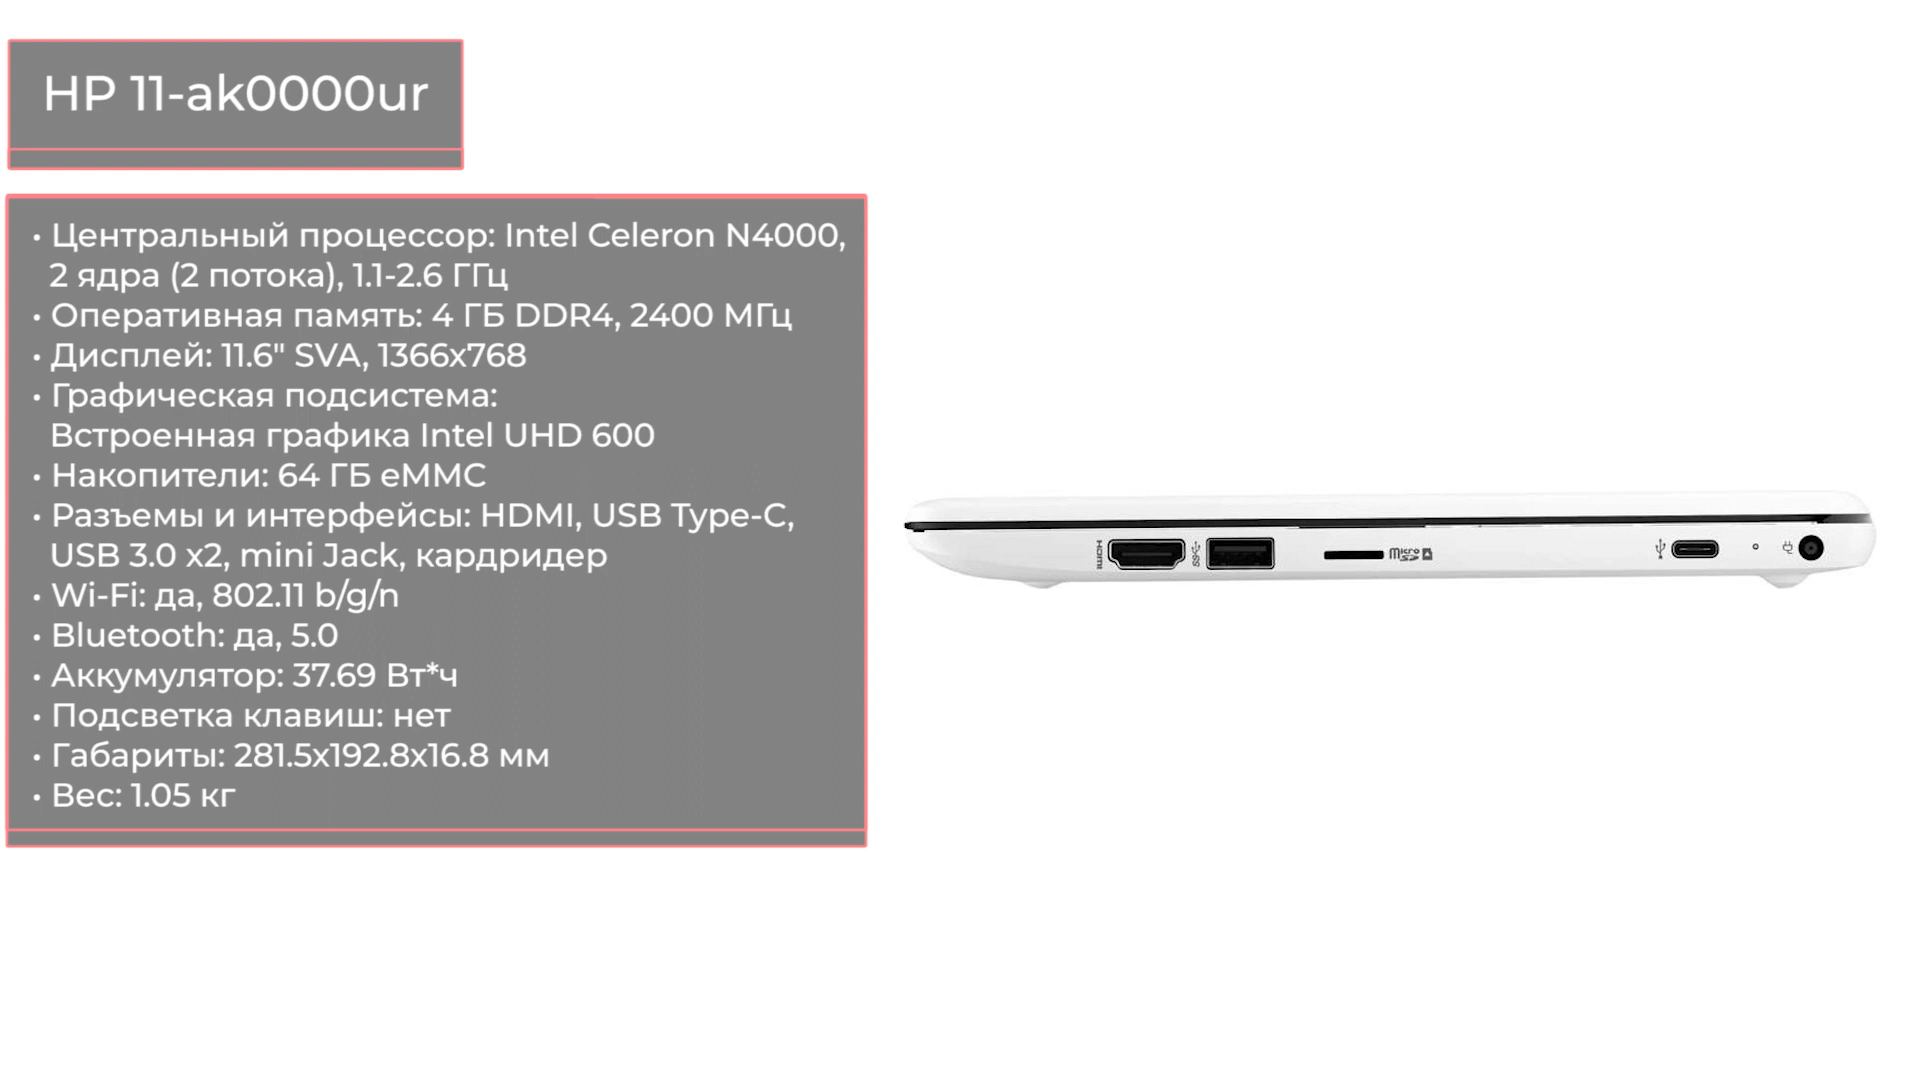 HP 11-ak0000ur
• Центральный процессор: Intel Celeron N4000,
2 ядра (2 потока), 1.1-2.6 ГГц
• Оперативная память: 4 ГБ DDR4, 2400 МГц
• Дисплей: 11.6" SVA, 1366x768
• Графическая подсистема:
Встроенная графика Intel UHD 600
• Накопители: 64 ГБ eMMC
• Разъемы и интерфейсы: HDMI, USB Type-C,
USB 3.0 x2, mini Jack, кардридер
• Wi-Fi: да, 802.11 b/g/n
• Bluetooth: да, 5.0
• Аккумулятор: 37.69 Вт*ч
• Подсветка клавиш: нет
• Габариты: 281.5x192.8x16.8 мм
• Вес: 1.05 кг
HDMI
SS
micro SD